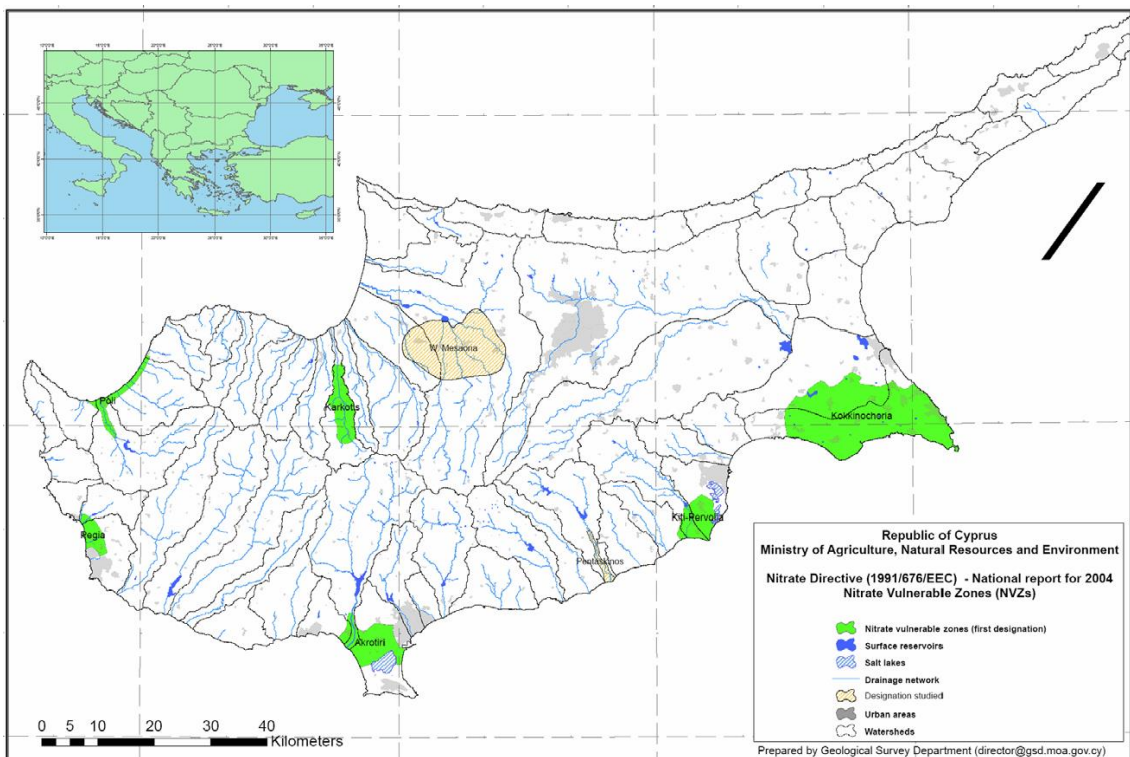 W. Mesaoria
Poli
Karkotis
Kokkinochoria
Pegia
Kiti-Pervolia
Pentaskinos
Akrotiri
Republic of Cyprus
Ministry of Agriculture, Natural Resources and Environment
Nitrate Directive (1991/676/EEC) - National report for 2004
Nitrate Vulnerable Zones (NVZs)
Nitrate vulnerable zones (first designation)
Surface reservoirs
Salt lakes
Drainage network
Designation studied
Urban areas
Watersheds
0 5 10 20 30 40
Kilometers
Prepared by Geological Survey Department (director@gsd.moa.gov.cy)